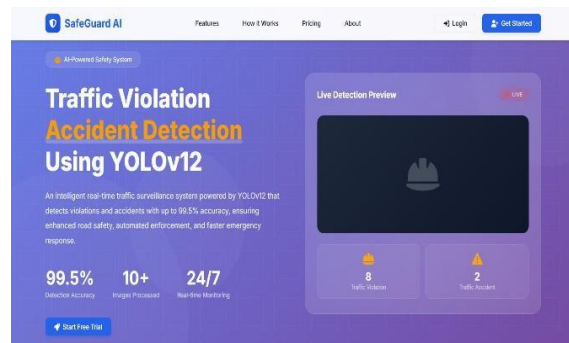 SafeGuard AI
Features
How it Works
Pricing
About
Login
Get Started
AI-Powered Safety System
Traffic Violation
Accident Detection
Using YOLOv12
An intelligent real-time traffic surveillance system powered by YOLOv12 that
detects violations and accidents with up to 99.5% accuracy, ensuring
enhanced road safety, automated enforcement, and faster emergency
response.
99.5%
Detection Accuracy
10+
Images Processed
24/7
Real-time Monitoring
Start Free Trial
Live Detection Preview
LIVE
8
Traffic Violation
2
Traffic Accident